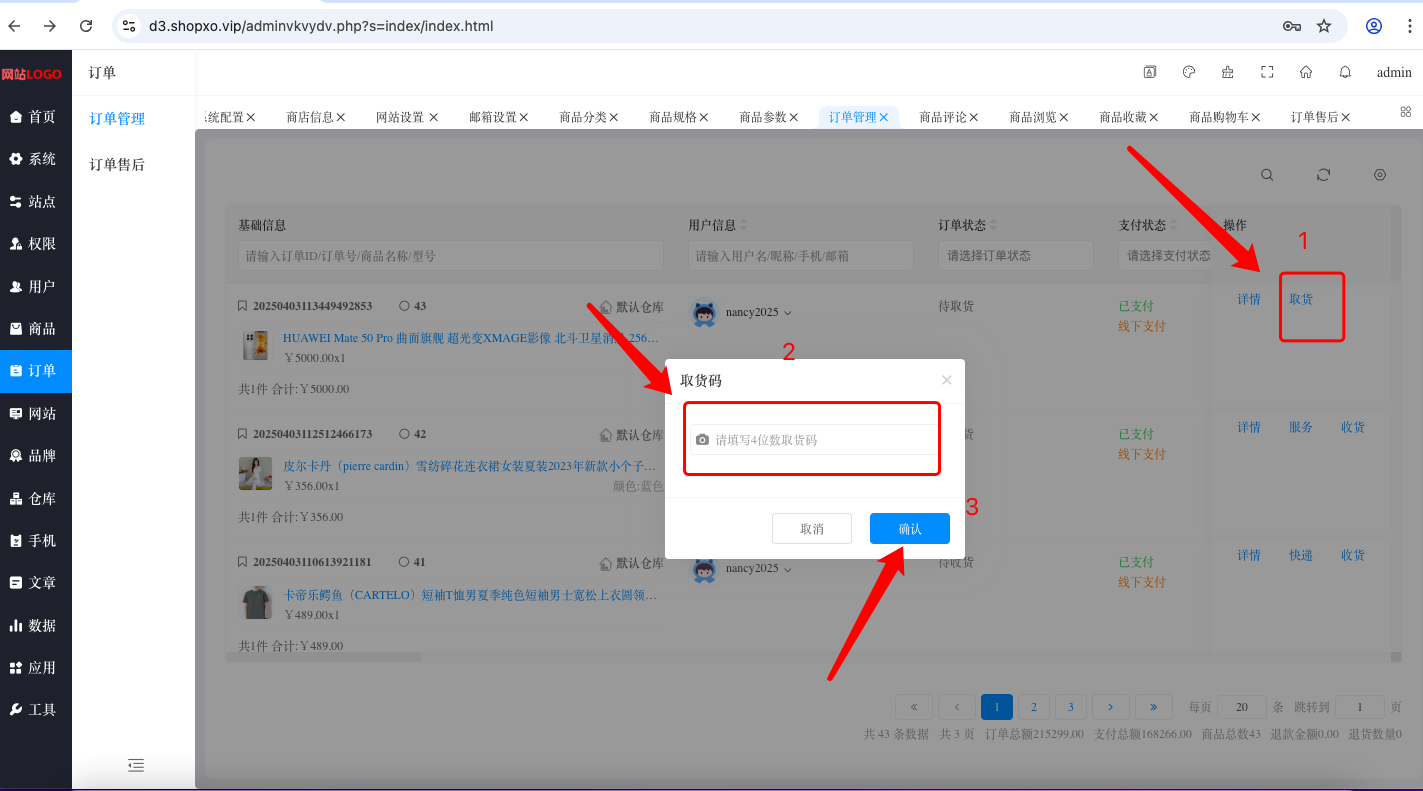 d3.shopxo.vip/adminvkvydv.php?s=index/index.html
网站LOGO
订单
admin
首页
系统
站点
权限
用户
商品
订单
网站
品牌
仓库
手机
文章
数据
应用
工具
订单管理
订单售后
系统配置 商店信息 网站设置 邮箱设置 商品分类 商品规格 商品参数 订单管理 商品评论 商品浏览 商品收藏 商品购物车 订单售后
基础信息 用户信息 订单状态 支付状态 操作
请输入订单ID/订单号/商品名称/型号 请输入用户名/昵称/手机/邮箱 请选择订单状态 请选择支付状态
1
20250403113449492853 43 默认仓库 nancy2025 待取货 已支付 详情 取货
线下支付
HUAWEI Mate 50 Pro 曲面旗舰 超光变XMAGE影像 北斗卫星消息 256…
￥5000.00x1
共1件 合计:￥5000.00
2
取货码
请填写4位数取货码
取消 确认
3
20250403112512466173 42 默认仓库 货 已支付 详情 服务 收货
线下支付
皮尔卡丹（pierre cardin）雪纺碎花连衣裙女装夏装2023年新款小个子…
￥356.00x1 颜色:蓝色
共1件 合计:￥356.00
20250403110613921181 41 默认仓库 nancy2025 待取货 已支付 详情 快递 收货
线下支付
卡帝乐鳄鱼（CARTELO）短袖T恤男夏季纯色短袖男士宽松上衣圆领…
￥489.00x1
共1件 合计:￥489.00
« ‹ 1 2 3 › » 每页 20 条 跳转到 1 页
共 43 条数据 共 3 页 订单总额215299.00 支付总额168266.00 商品总数43 退款金额0.00 退货数量0